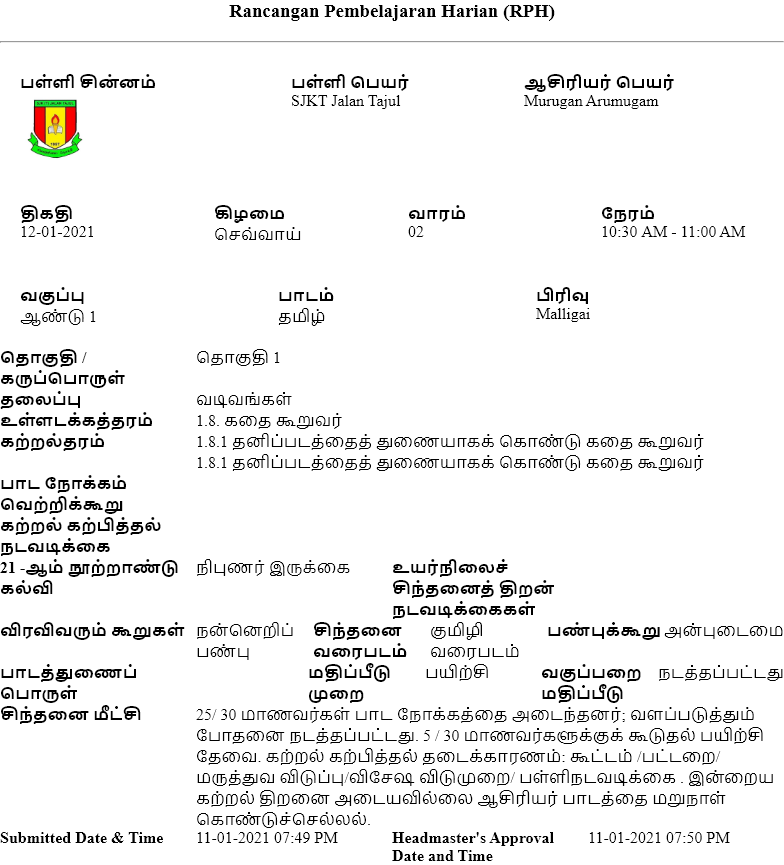 Rancangan Pembelajaran Harian (RPH)
பள்ளி சின்னம் பள்ளி பெயர் ஆசிரியர் பெயர்
SJKT Jalan Tajul Murugan Arumugam
திகதி கிழமை வாரம் நேரம்
12-01-2021 செவ்வாய் 02 10:30 AM - 11:00 AM
வகுப்பு பாடம் பிரிவு
ஆண்டு 1 தமிழ் Malligai
தொகுதி / தொகுதி 1
கருப்பொருள்
தலைப்பு வடிவங்கள்
உள்ளடக்கத்தரம் 1.8. கதை கூறுவர்
கற்றல்தரம் 1.8.1 தனிப்படத்தைத் துணையாகக் கொண்டு கதை கூறுவர்
1.8.1 தனிப்படத்தைத் துணையாகக் கொண்டு கதை கூறுவர்
பாட நோக்கம்
வெற்றிக்கூறு
கற்றல் கற்பித்தல்
நடவடிக்கை
21 -ஆம் நூற்றாண்டு நிபுணர் இருக்கை உயர்நிலைச்
கல்வி சிந்தனைத் திறன்
நடவடிக்கைகள்
விரவிவரும் கூறுகள் நன்னெறிப் சிந்தனை குமிழி பண்புக்கூறு அன்புடைமை
பண்பு வரைபடம் வரைபடம்
பாடத்துணைப் மதிப்பீடு பயிற்சி வகுப்பறை நடத்தப்பட்டது
பொருள் முறை மதிப்பீடு
சிந்தனை மீட்சி 25/ 30 மாணவர்கள் பாட நோக்கத்தை அடைந்தனர்; வளப்படுத்தும்
போதனை நடத்தப்பட்டது. 5 / 30 மாணவர்களுக்குக் கூடுதல் பயிற்சி
தேவை. கற்றல் கற்பித்தல் தடைக்காரணம்: கூட்டம் /பட்டறை/
மருத்துவ விடுப்பு/விசேஷ விடுமுறை/ பள்ளிநடவடிக்கை . இன்றைய
கற்றல் திறனை அடையவில்லை ஆசிரியர் பாடத்தை மறுநாள்
கொண்டுச்செல்லல்.
Submitted Date & Time 11-01-2021 07:49 PM Headmaster's Approval 11-01-2021 07:50 PM
Date and Time